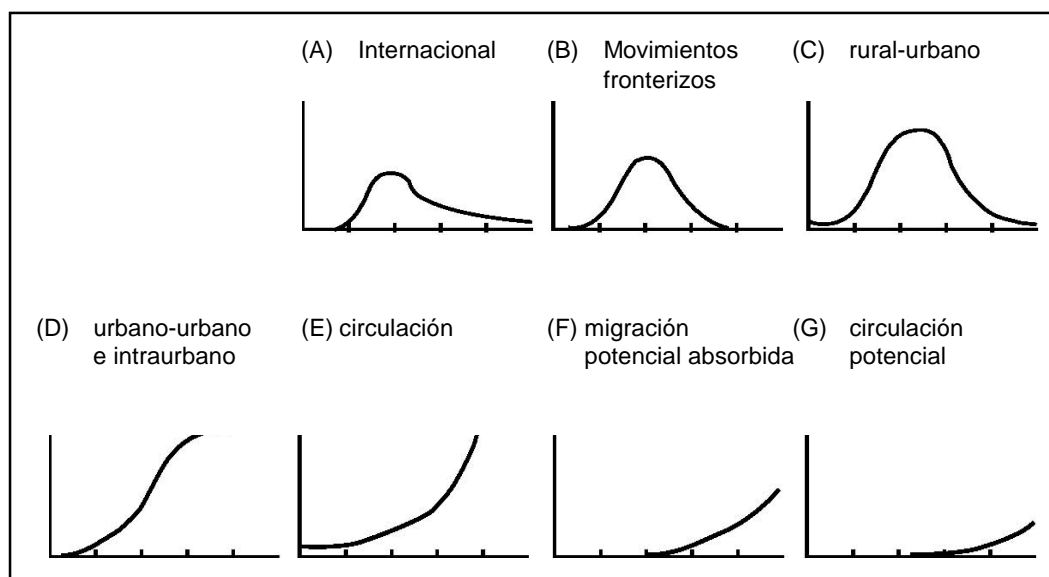 (A) Internacional
(B) Movimientos
fronterizos
(C) rural-urbano
(D) urbano-urbano
e intraurbano
(E) circulación
(F) migración
potencial absorbida
(G) circulación
potencial